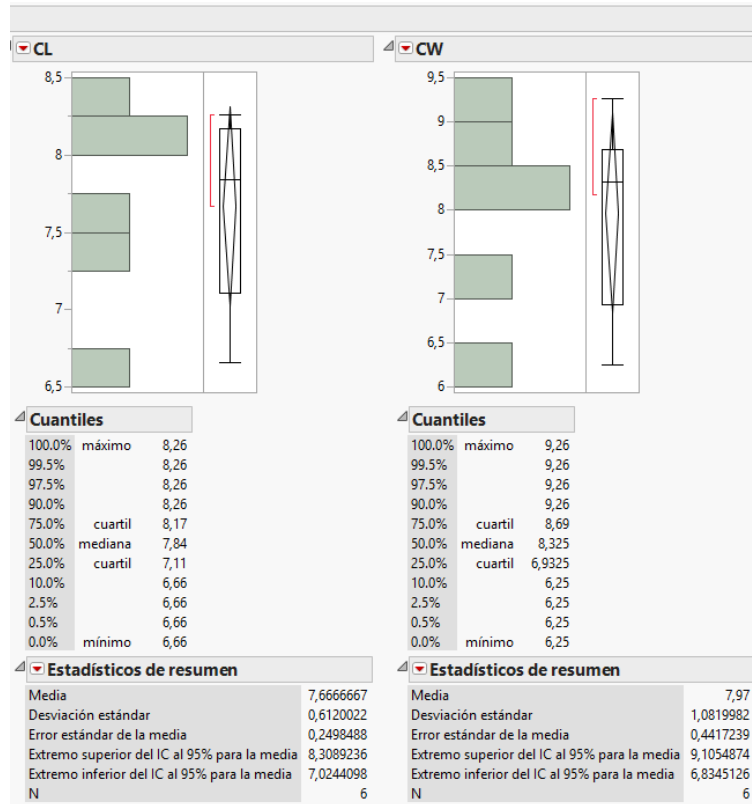 CL
8,5
8
7,5
7
6,5
Cuantiles
100.0% máximo 8,26
99.5% 8,26
97.5% 8,26
90.0% 8,26
75.0% cuartil 8,17
50.0% mediana 7,84
25.0% cuartil 7,11
10.0% 6,66
2.5% 6,66
0.5% 6,66
0.0% mínimo 6,66
Estadísticos de resumen
Media 7,6666667
Desviación estándar 0,6120022
Error estándar de la media 0,2498488
Extremo superior del IC al 95% para la media 8,3089236
Extremo inferior del IC al 95% para la media 7,0244098
N 6
CW
9,5
9
8,5
8
7,5
7
6,5
6
Cuantiles
100.0% máximo 9,26
99.5% 9,26
97.5% 9,26
90.0% 9,26
75.0% cuartil 8,69
50.0% mediana 8,325
25.0% cuartil 6,9325
10.0% 6,25
2.5% 6,25
0.5% 6,25
0.0% mínimo 6,25
Estadísticos de resumen
Media 7,97
Desviación estándar 1,0819982
Error estándar de la media 0,4417239
Extremo superior del IC al 95% para la media 9,1054874
Extremo inferior del IC al 95% para la media 6,8345126
N 6